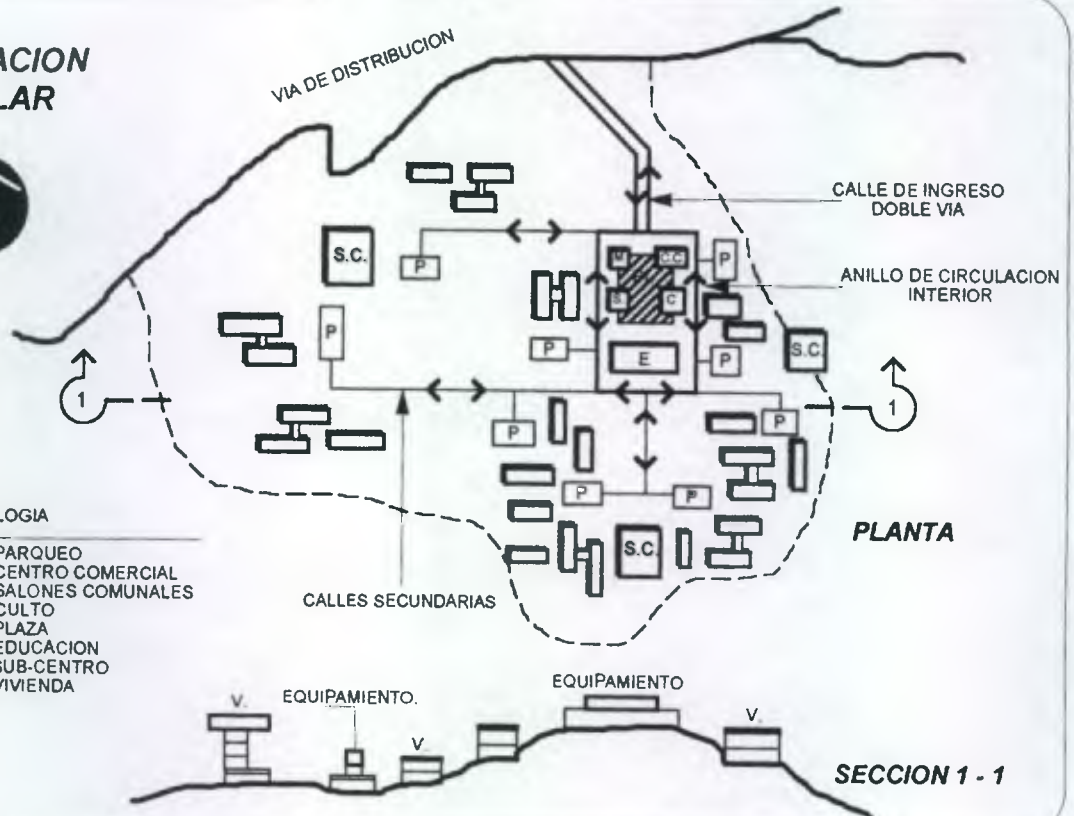 ACION
LAR
VIA DE DISTRIBUCION
CALLE DE INGRESO
DOBLE VIA
S.C.
P
M
C.C.
P
ANILLO DE CIRCULACION
INTERIOR
S.
C
P
P
E
P
S.C.
1
1
P
P
P
P
S.C.
PLANTA
LOGIA
PARQUEO
CENTRO COMERCIAL
SALONES COMUNALES
CULTO
PLAZA
EDUCACION
SUB-CENTRO
VIVIENDA
CALLES SECUNDARIAS
V.
EQUIPAMIENTO.
V.
EQUIPAMIENTO
V.
SECCION 1 - 1